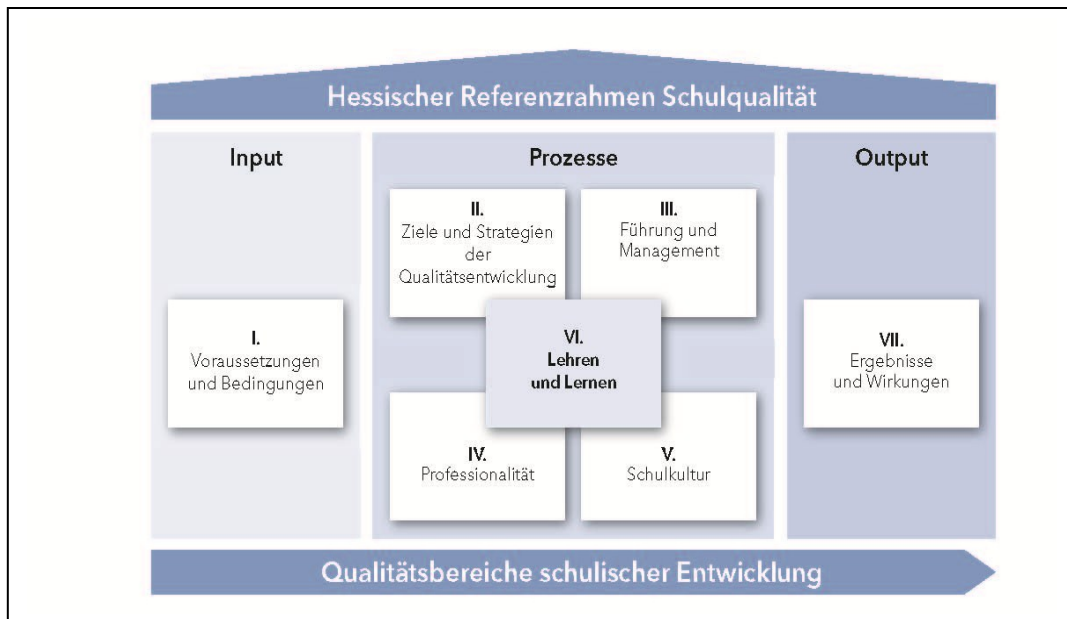 Hessischer Referenzrahmen Schulqualität
Input
Prozesse
Output
I.
Voraussetzungen
und Bedingungen
II.
Ziele und Strategien
der
Qualitätsentwicklung
III.
Führung und
Management
VI.
Lehren
und Lernen
IV.
Professionalität
V.
Schulkultur
VII.
Ergebnisse
und Wirkungen
Qualitätsbereiche schulischer Entwicklung